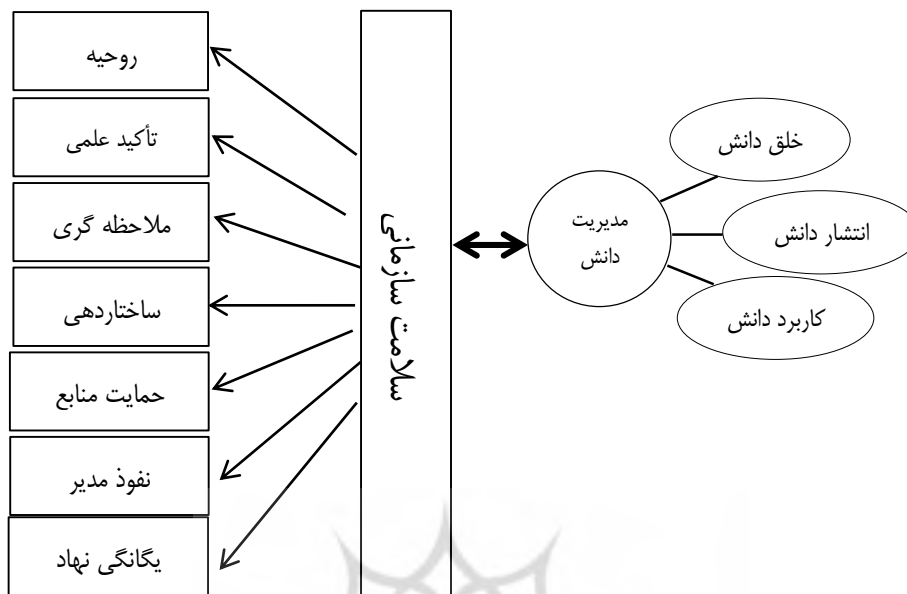 روحیه
تأکید علمی
ملاحظه گری
ساختاردهی
حمایت منابع
نفوذ مدیر
یگانگی نهاد
سلامت سازمانی
مدیریت
دانش
خلق دانش
انتشار دانش
کاربرد دانش